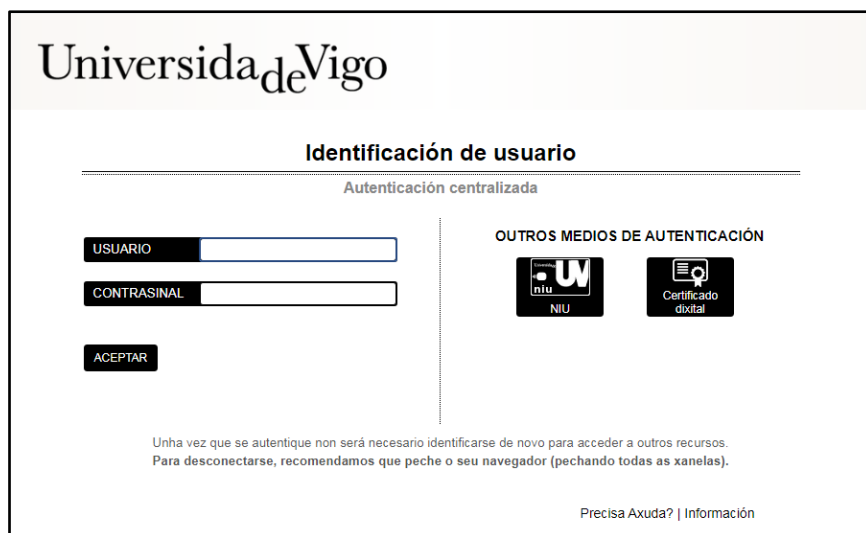 UniversidadeVigo
Identificación de usuario
Autenticación centralizada
USUARIO
CONTRASINAL
ACEPTAR
OUTROS MEDIOS DE AUTENTICACIÓN
niu UV
NIU
Certificado
dixital
Unha vez que se autentique non será necesario identificarse de novo para acceder a outros recursos.
Para desconectarse, recomendamos que peche o seu navegador (pechando todas as xanelas).
Precisa Axuda? | Información